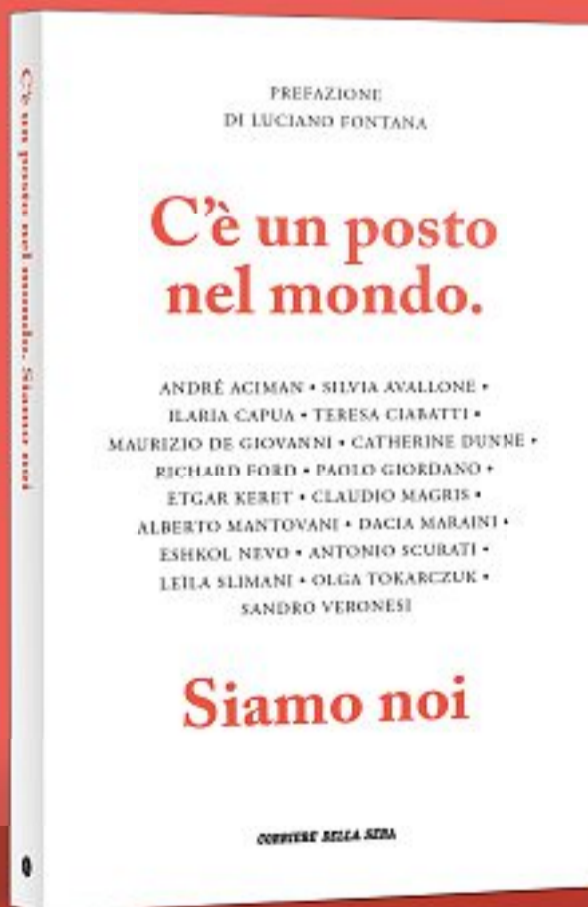 C'è un posto nel mondo. Siamo noi
PREFAZIONE
DI LUCIANO FONTANA
C'è un posto
nel mondo.
ANDRÉ ACIMAN • SILVIA AVALLONE •
ILARIA CAPUA • TERESA CIABATTI •
MAURIZIO DE GIOVANNI • CATHERINE DUNNE •
RICHARD FORD • PAOLO GIORDANO •
ETGAR KERET • CLAUDIO MAGRIS •
ALBERTO MANTOVANI • DACIA MARAINI •
ESHKOL NEVO • ANTONIO SCURATI •
LEÏLA SLIMANI • OLGA TOKARCZUK •
SANDRO VERONESI
Siamo noi
CORRIERE DELLA SERA